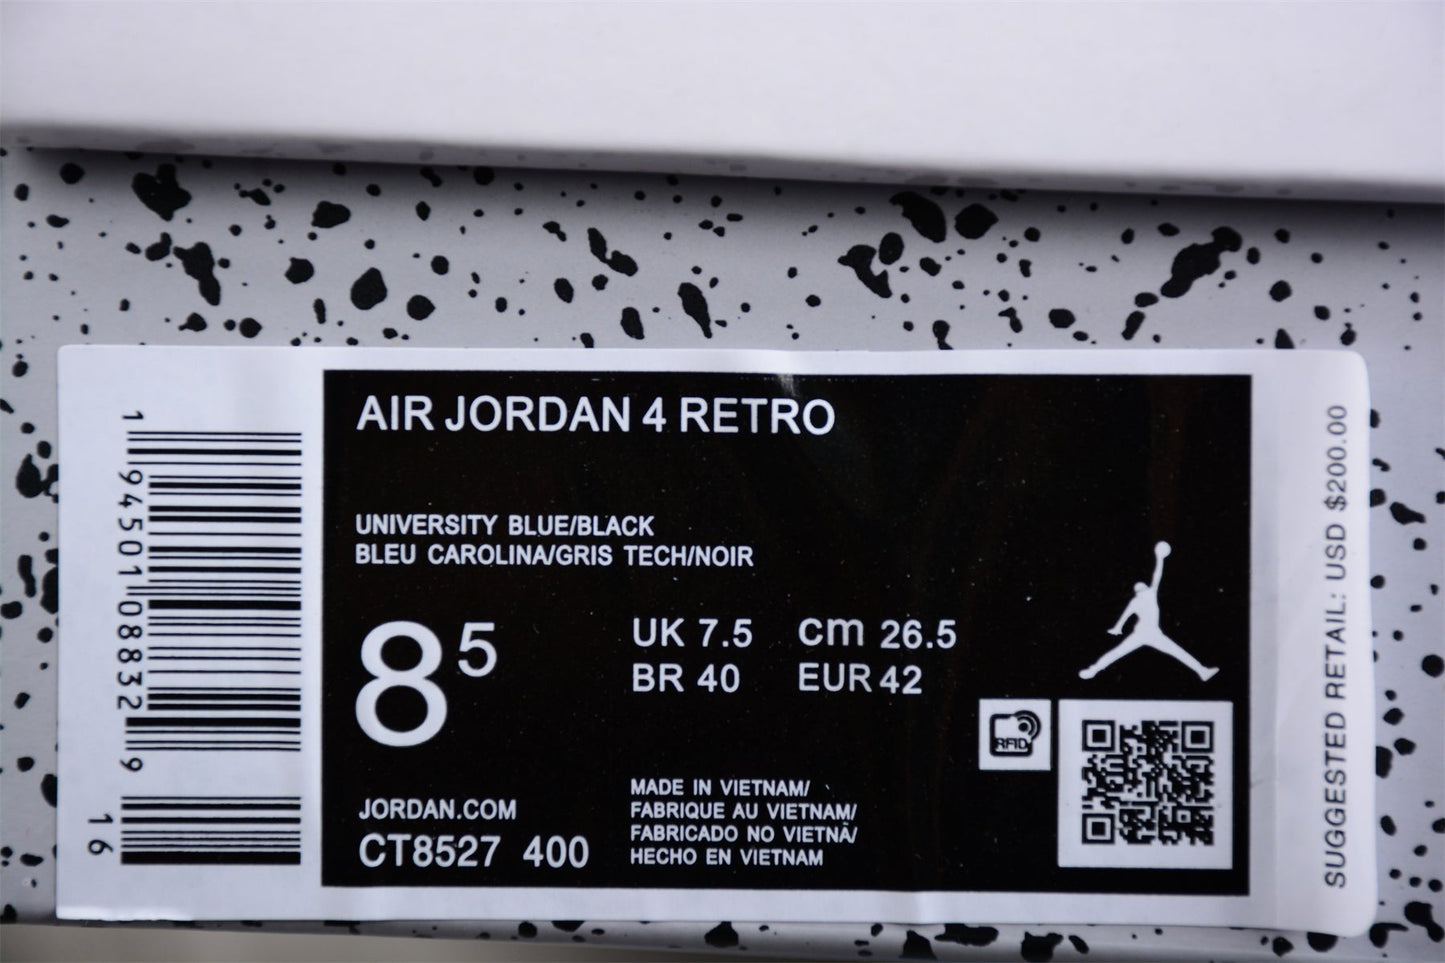 AIR JORDAN 4 RETRO
UNIVERSITY BLUE/BLACK
BLEU CAROLINA/GRIS TECH/NOIR
8 5
UK 7.5 cm 26.5
BR 40 EUR 42
RFID
JORDAN.COM
CT8527 400
MADE IN VIETNAM/
FABRIQUE AU VIETNAM/
FABRICADO NO VIETNÃ/
HECHO EN VIETNAM
1 94501 08832 9
16
SUGGESTED RETAIL: USD $200.00